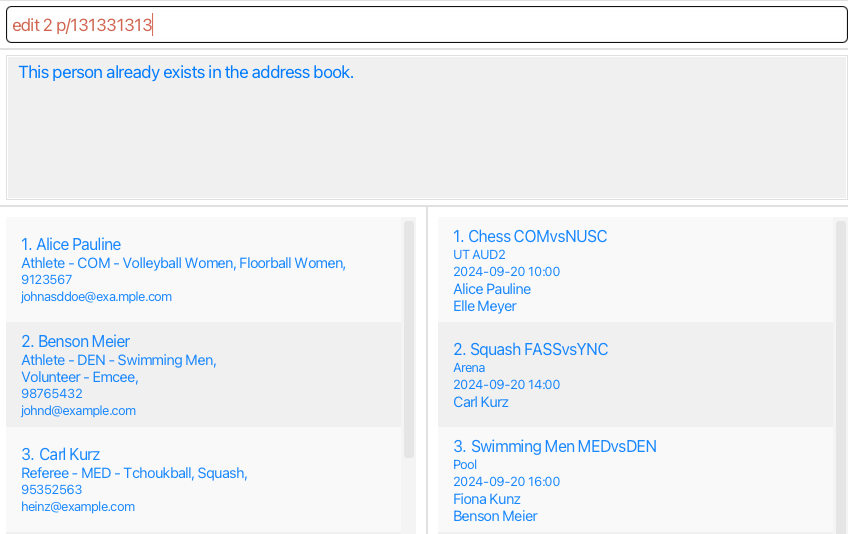 edit 2 p/131331313
This person already exists in the address book.
1. Alice Pauline
Athlete - COM - Volleyball Women, Floorball Women,
9123567
johnasddoe@exa.mple.com
2. Benson Meier
Athlete - DEN - Swimming Men,
Volunteer - Emcee,
98765432
johnd@example.com
3. Carl Kurz
Referee - MED - Tchoukball, Squash,
95352563
heinz@example.com
1. Chess COMvsNUSC
UT AUD2
2024-09-20 10:00
Alice Pauline
Elle Meyer
2. Squash FASSvsYNC
Arena
2024-09-20 14:00
Carl Kurz
3. Swimming Men MEDvsDEN
Pool
2024-09-20 16:00
Fiona Kunz
Benson Meier